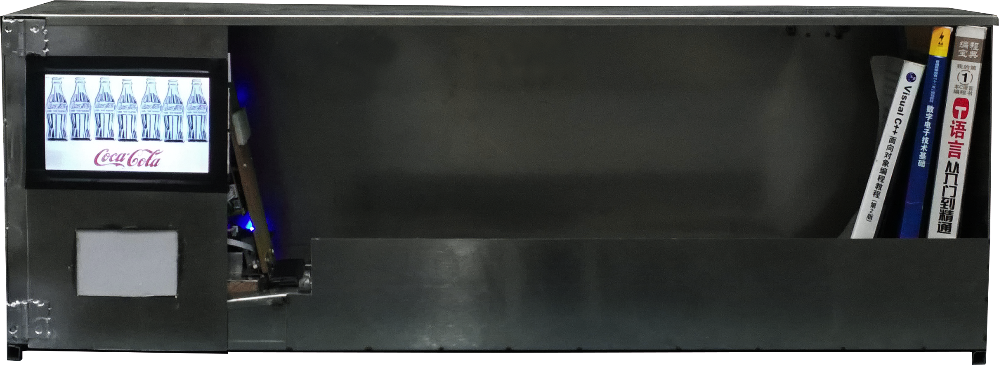 Coca-Cola
Visual C++ 面向对象编程教程 (第2版)
数字电子技术基础
编程
宝典
我的第
1
本C语言
编程书
C语言
从入门到精通